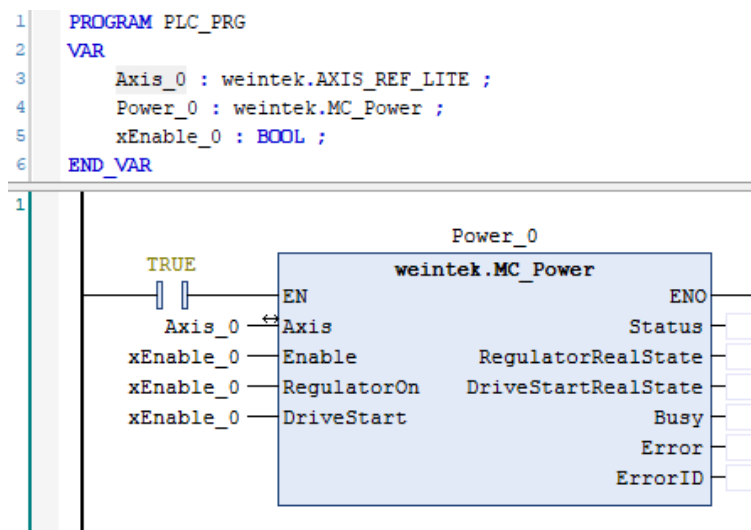 1 PROGRAM PLC_PRG
2 VAR
3 Axis_0 : weintek.AXIS_REF_LITE ;
4 Power_0 : weintek.MC_Power ;
5 xEnable_0 : BOOL ;
6 END_VAR
1
Power_0
TRUE weintek.MC_Power
EN ENO
Axis_0 Axis Status
xEnable_0 Enable RegulatorRealState
xEnable_0 RegulatorOn DriveStartRealState
xEnable_0 DriveStart Busy
Error
ErrorID